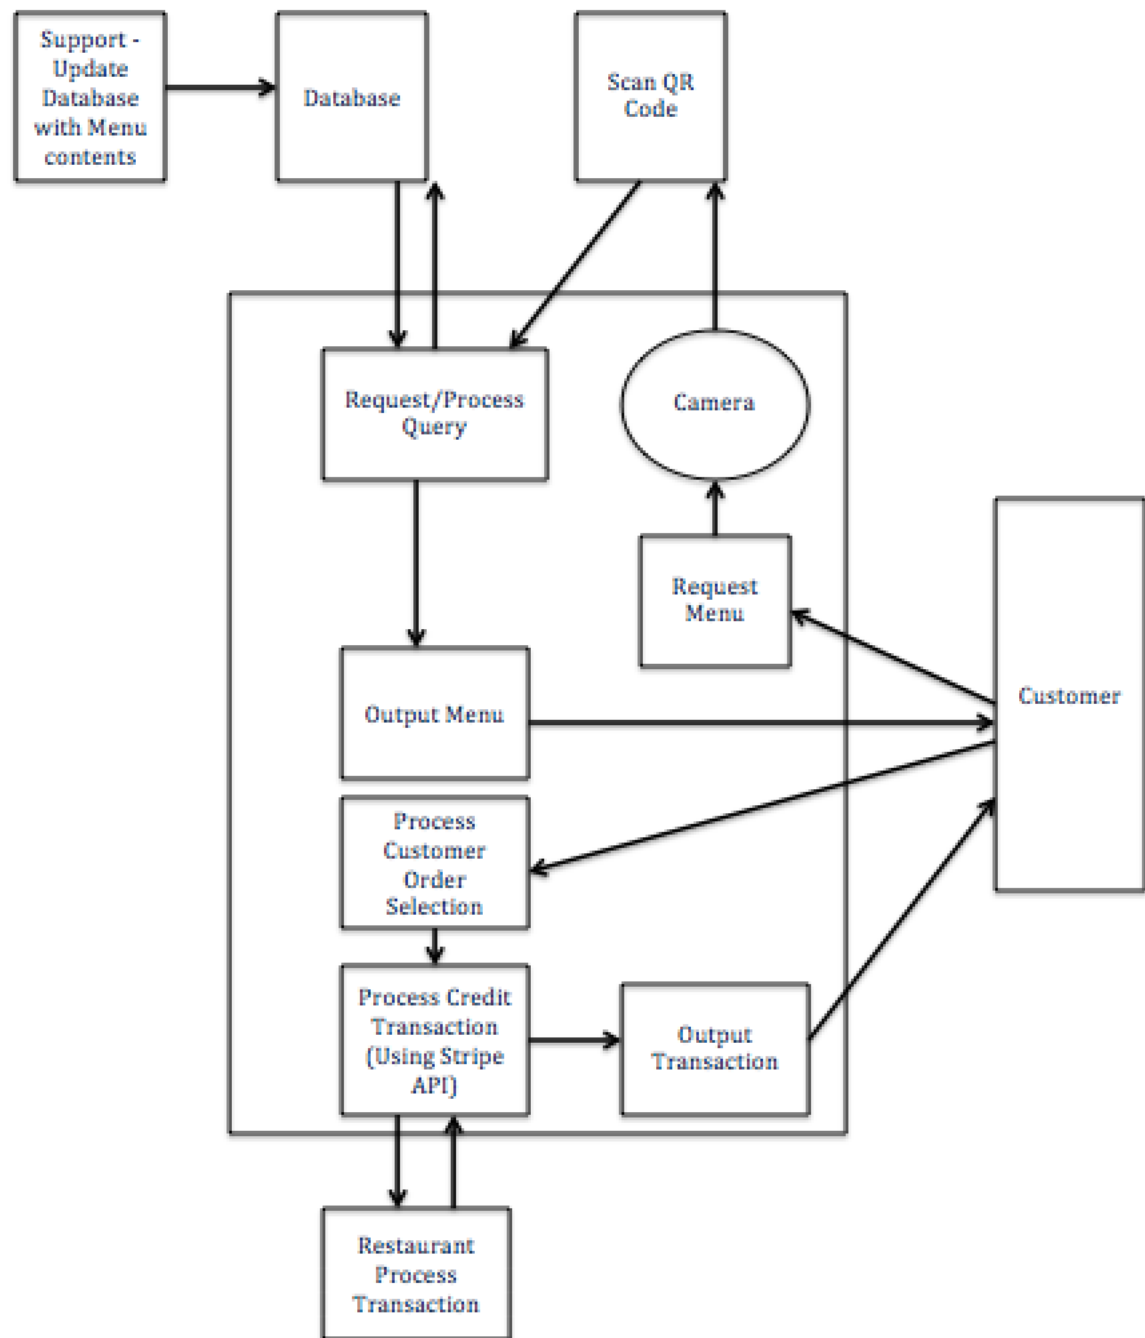 Support -
Update
Database
with Menu
contents
Database
Scan QR
Code
Request/Process
Query
Camera
Request
Menu
Customer
Output Menu
Process
Customer
Order
Selection
Process Credit
Transaction
(Using Stripe
API)
Output
Transaction
Restaurant
Process
Transaction